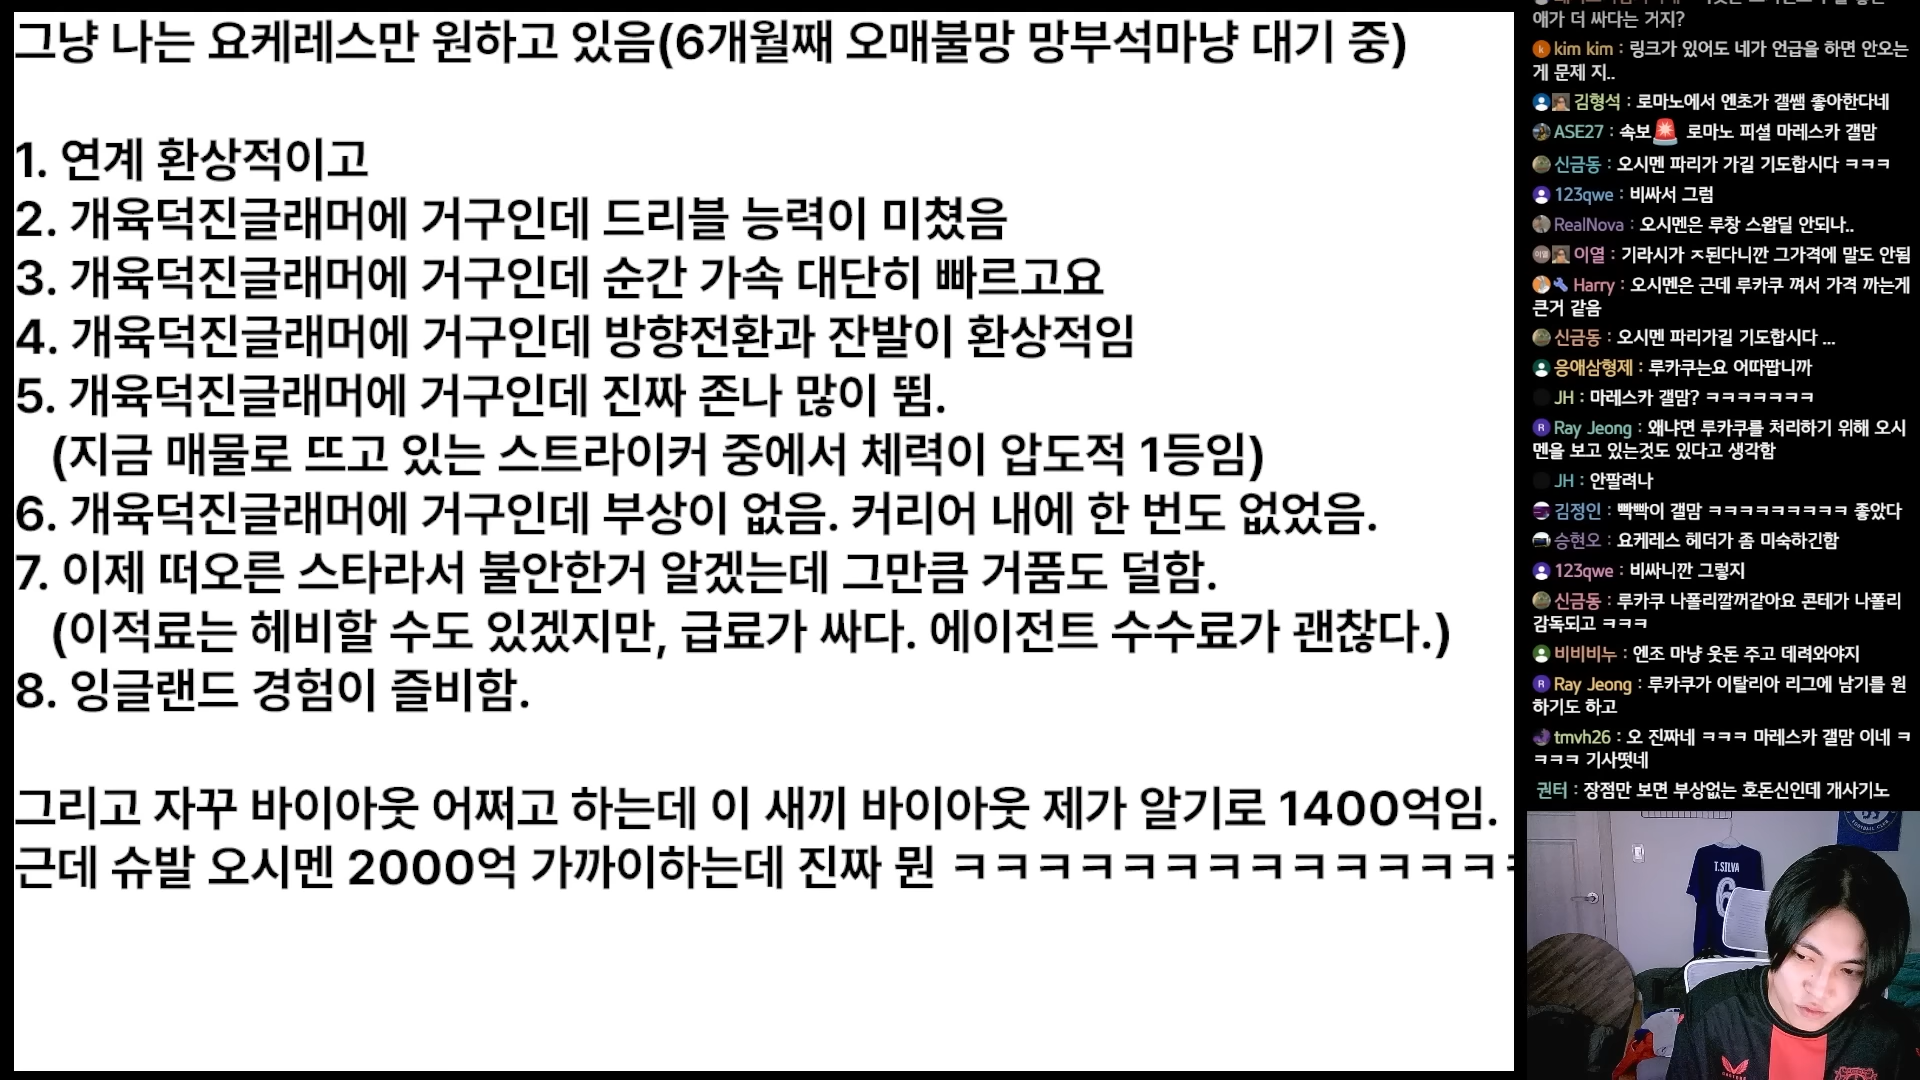 그냥 나는 요케레스만 원하고 있음(6개월째 오매불망 망부석마냥 대기 중)
1. 연계 환상적이고
2. 개육덕진글래머에 거구인데 드리블 능력이 미쳤음
3. 개육덕진글래머에 거구인데 순간 가속 대단히 빠르고요
4. 개육덕진글래머에 거구인데 방향전환과 잔발이 환상적임
5. 개육덕진글래머에 거구인데 진짜 존나 많이 뜀.
(지금 매물로 뜨고 있는 스트라이커 중에서 체력이 압도적 1등임)
6. 개육덕진글래머에 거구인데 부상이 없음. 커리어 내에 한 번도 없었음.
7. 이제 떠오른 스타라서 불안한거 알겠는데 그만큼 거품도 덜함.
(이적료는 헤비할 수도 있겠지만, 급료가 싸다. 에이전트 수수료가 괜찮다.)
8. 잉글랜드 경험이 즐비함.
그리고 자꾸 바이아웃 어쩌고 하는데 이 새끼 바이아웃 제가 알기로 1400억임.
근데 슈발 오시멘 2000억 가까이하는데 진짜 뭔 ㅋㅋㅋㅋㅋㅋㅋㅋㅋㅋㅋㅋㅋㅋ
애가 더 싸다는 거지?
kim kim : 링크가 있어도 네가 언급을 하면 안오는
게 문제 지..
김형석 : 로마노에서 엔초가 갤쌤 좋아한다네
ASE27 : 속보🚨 로마노 피셜 마레스카 갤맘
신금동 : 오시멘 파리가 가길 기도합시다 ㅋㅋㅋ
123qwe : 비싸서 그럼
RealNova : 오시멘은 루창 스왑딜 안되나..
이열 : 기라시가 ㅈ된다니깐 그가격에 말도 안됨
Harry : 오시멘은 근데 루카쿠 껴서 가격 까는게
큰거 같음
신금동 : 오시멘 파리가길 기도합시다 ...
응애삼형제 : 루카쿠는요 어따팝니까
JH : 마레스카 갤맘? ㅋㅋㅋㅋㅋㅋㅋ
Ray Jeong : 왜냐면 루카쿠를 처리하기 위해 오시
멘을 보고 있는것도 있다고 생각함
JH : 안팔려나
김정인 : 빡빡이 갤맘 ㅋㅋㅋㅋㅋㅋㅋㅋㅋ 좋았다
승현오 : 요케레스 헤더가 좀 미숙하긴함
123qwe : 비싸니깐 그렇지
신금동 : 루카쿠 나폴리깔꺼같아요 콘테가 나폴리
감독되고 ㅋㅋㅋ
비비비누 : 엔조 마냥 웃돈 주고 데려와야지
Ray Jeong : 루카쿠가 이탈리아 리그에 남기를 원
하기도 하고
tmvh26 : 오 진짜네 ㅋㅋㅋ 마레스카 갤맘 이네 ㅋ
ㅋㅋㅋ 기사떳네
권터 : 장점만 보면 부상없는 호돈신인데 개사기노
FOOTBALL CLUB
T. SILVA
6